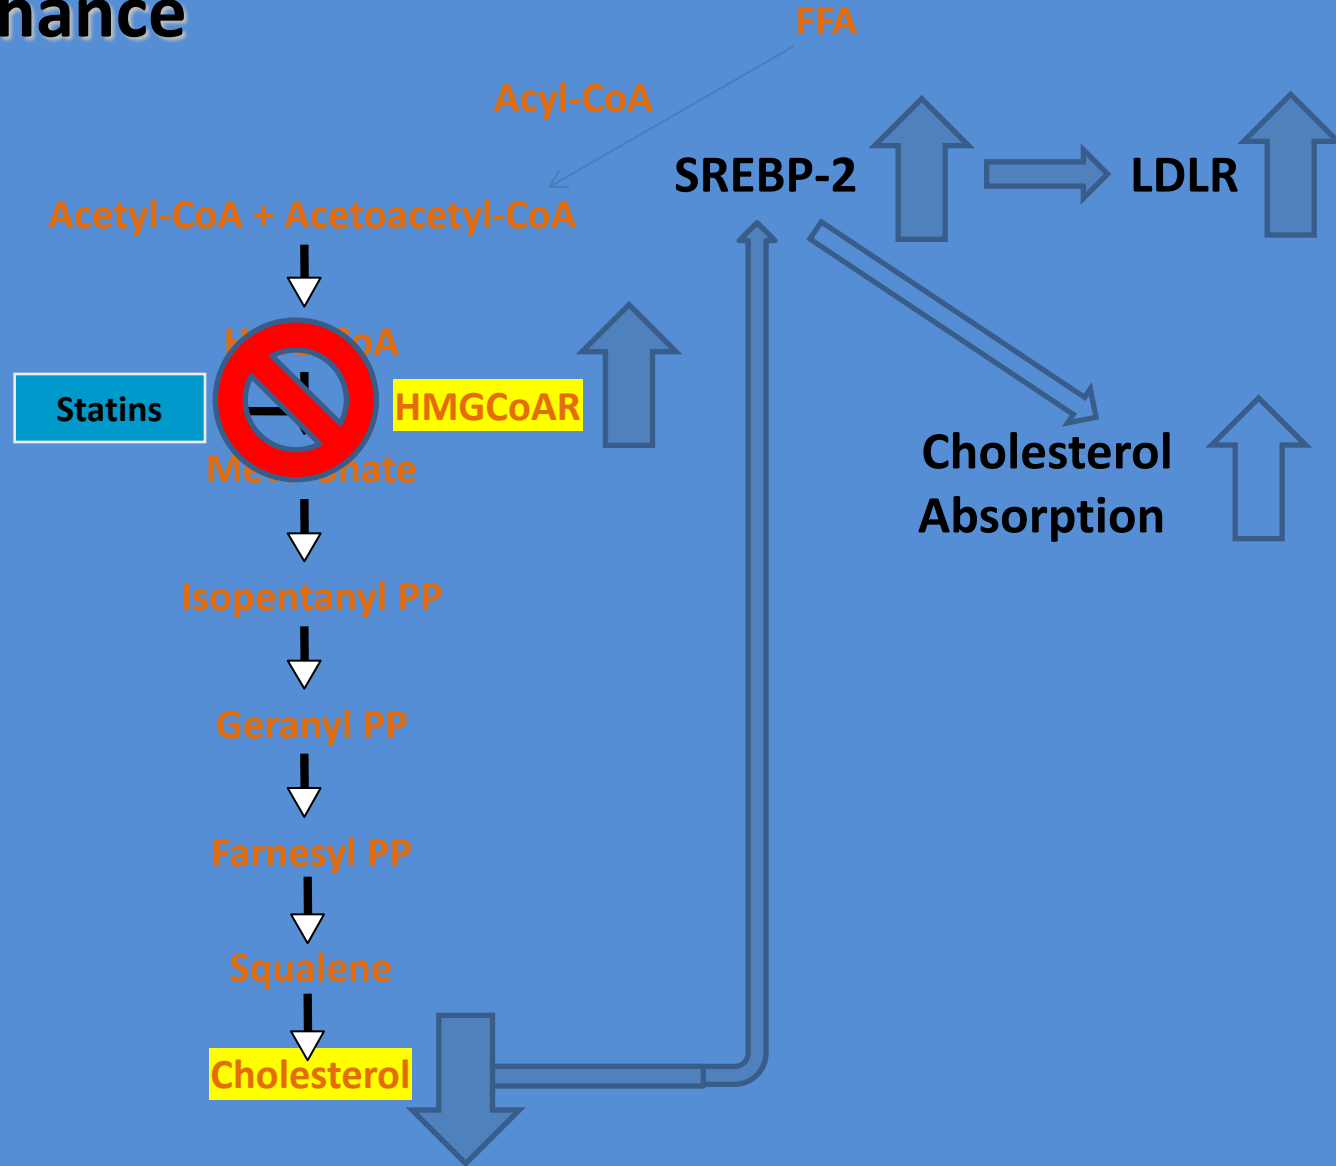 hance
FFA
Acyl-CoA
SREBP-2
LDLR
Acetyl-CoA + Acetoacetyl-CoA
Statins
HMGCoAR
Isopentanyl PP
Cholesterol
Absorption
Geranyl PP
Farnesyl PP
Squalene
Cholesterol